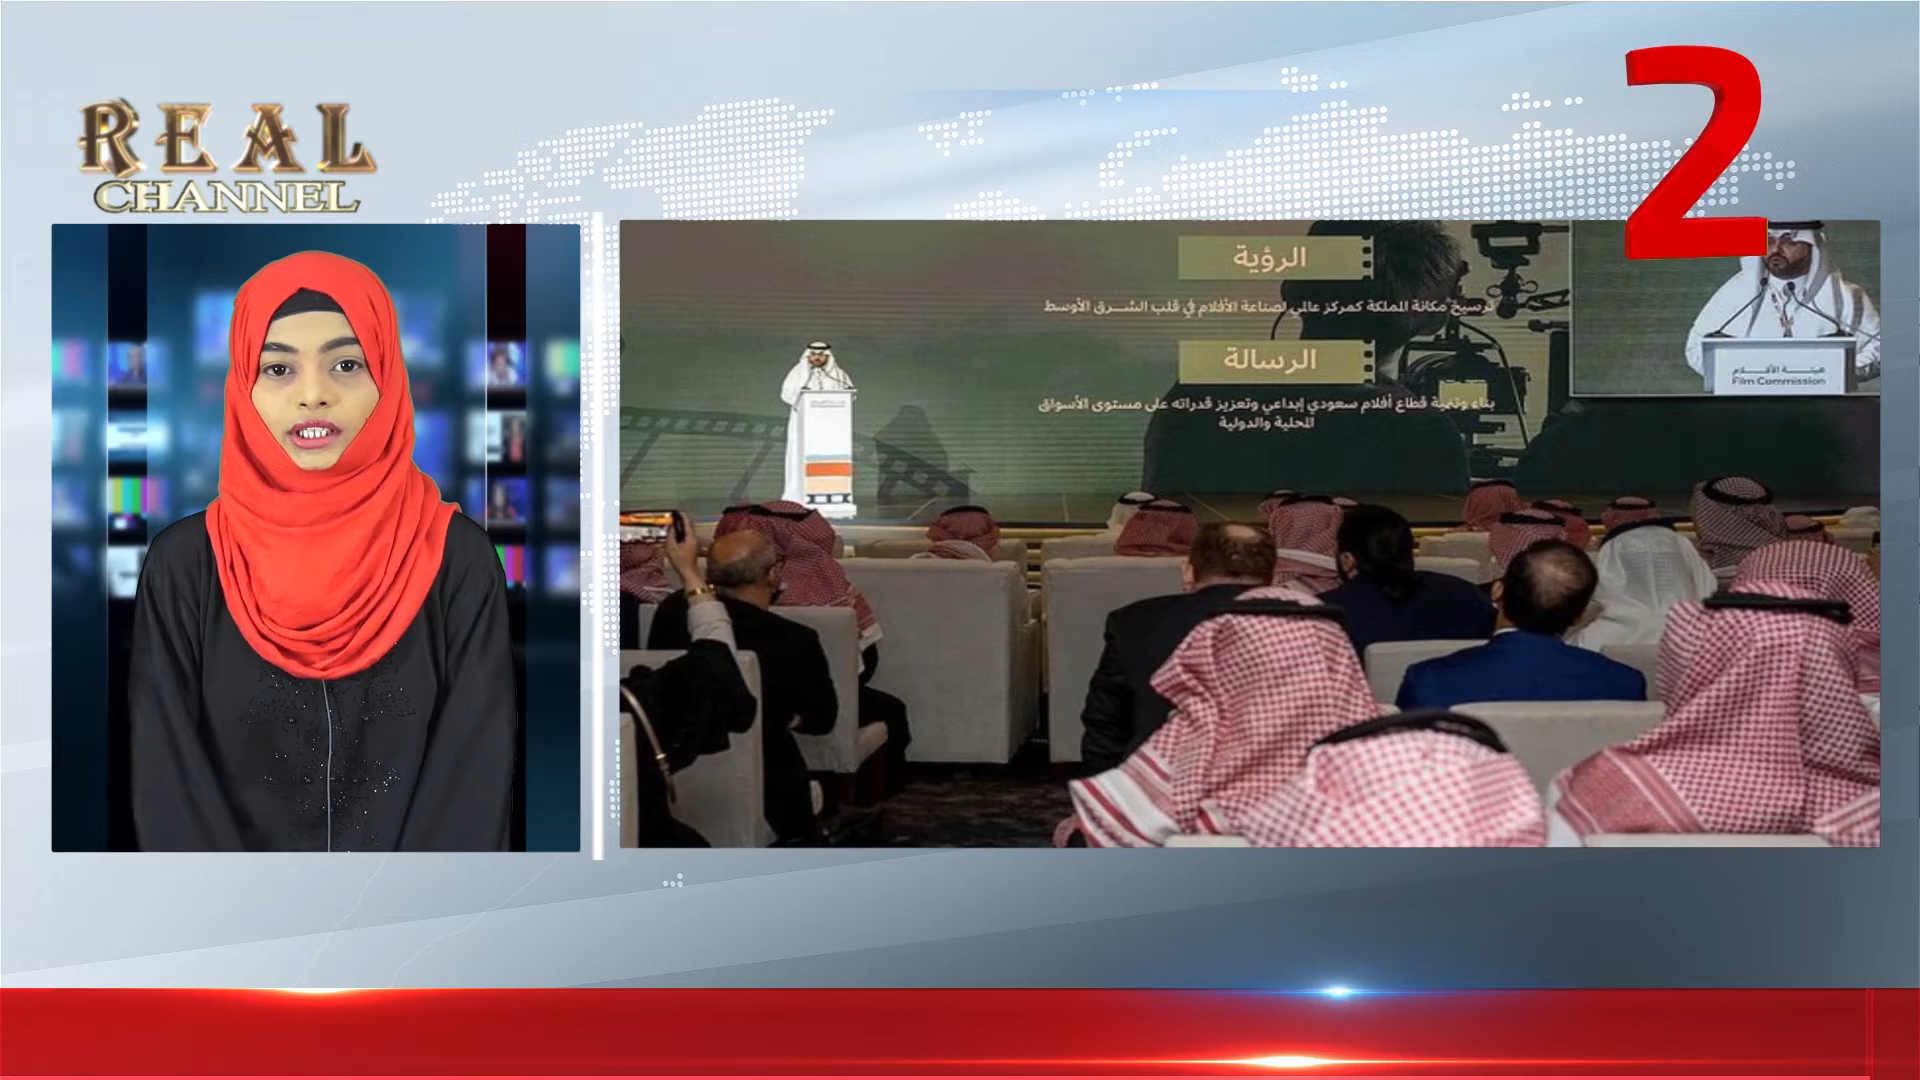 REAL
CHANNEL
2
الرؤية
ترسيخ مكانة المملكة كمركز عالمي لصناعة الأفلام في قلب الشرق الأوسط
الرسالة
بناء وتنمية قطاع أفلام سعودي إبداعي وتعزيز قدراته على مستوى الأسواق
المحلية والدولية
هيئة الأفلام
Film Commission